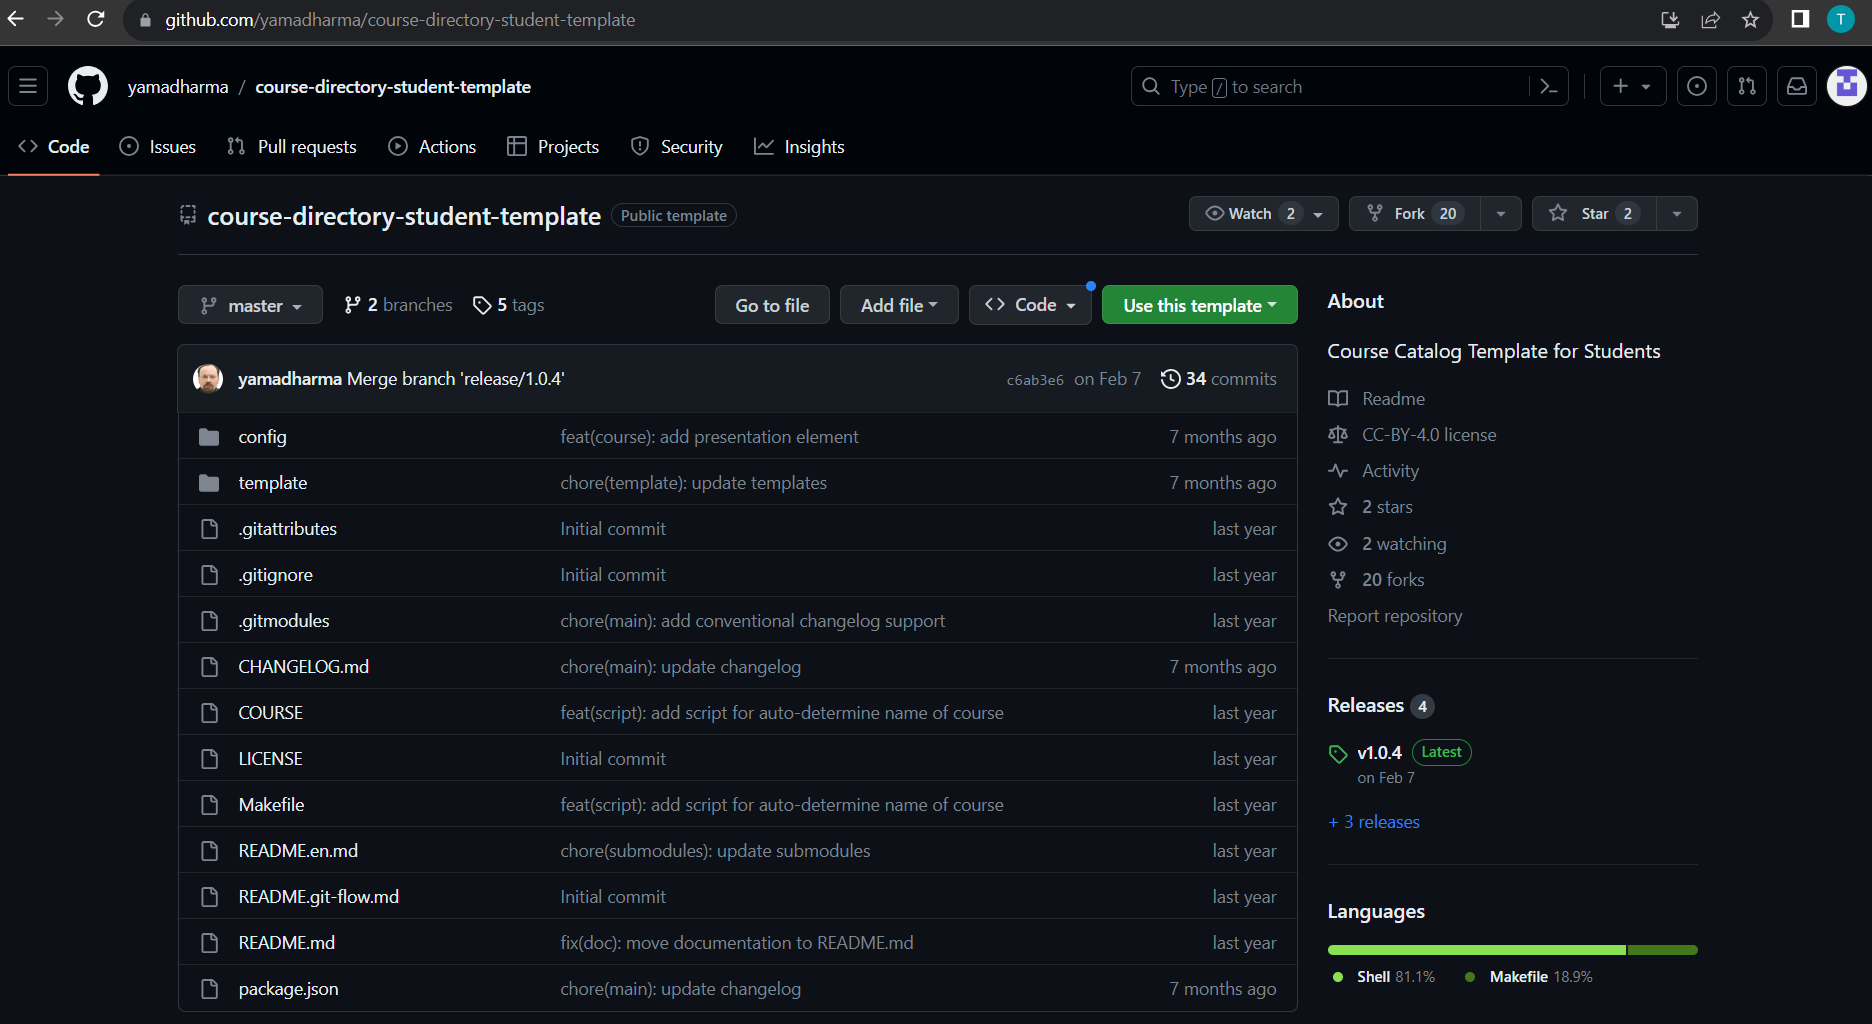 github.com/yamadharma/course-directory-student-template
T
yamadharma / course-directory-student-template
Type / to search
Code Issues Pull requests Actions Projects Security Insights
course-directory-student-template Public template
Watch 2 Fork 20 Star 2
master 2 branches 5 tags Go to file Add file Code Use this template
yamadharma Merge branch 'release/1.0.4' c6ab3e6 on Feb 7 34 commits
config feat(course): add presentation element 7 months ago
template chore(template): update templates 7 months ago
.gitattributes Initial commit last year
.gitignore Initial commit last year
.gitmodules chore(main): add conventional changelog support last year
CHANGELOG.md chore(main): update changelog 7 months ago
COURSE feat(script): add script for auto-determine name of course last year
LICENSE Initial commit last year
Makefile feat(script): add script for auto-determine name of course last year
README.en.md chore(submodules): update submodules last year
README.git-flow.md Initial commit last year
README.md fix(doc): move documentation to README.md last year
package.json chore(main): update changelog 7 months ago
About
Course Catalog Template for Students
Readme
CC-BY-4.0 license
Activity
2 stars
2 watching
20 forks
Report repository
Releases 4
v1.0.4 Latest
on Feb 7
+ 3 releases
Languages
Shell 81.1% Makefile 18.9%